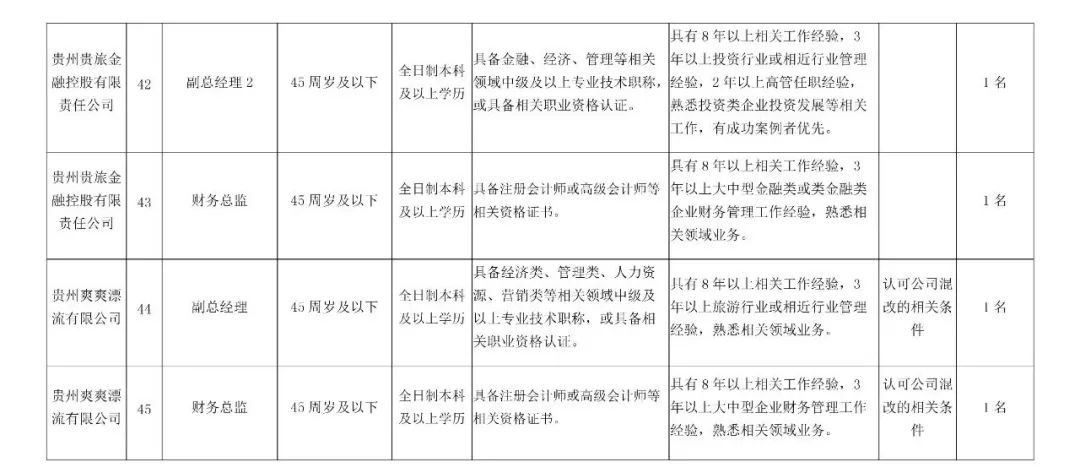 贵州贵旅金
融控股有限
责任公司
42
副总经理2
45周岁及以下
全日制本科
及以上学历
具备金融、经济、管理等相关
领域中级及以上专业技术职称,
或具备相关职业资格认证。
具有8年以上相关工作经验,3
年以上投资行业或相近行业管理
经验,2年以上高管任职经验,
熟悉投资类企业投资发展等相关
工作,有成功案例者优先。
1名
贵州贵旅金
融控股有限
责任公司
43
财务总监
45周岁及以下
全日制本科
及以上学历
具备注册会计师或高级会计师等
相关资格证书。
具有8年以上相关工作经验,3
年以上大中型金融类或类金融类
企业财务管理工作经验,熟悉相
关领域业务。
1名
贵州爽爽漂
流有限公司
44
副总经理
45周岁及以下
全日制本科
及以上学历
具备经济类、管理类、人力资
源、营销类等相关领域中级及
以上专业技术职称,或具备相
关职业资格认证。
具有8年以上相关工作经验,3
年以上旅游行业或相近行业管理
经验,熟悉相关领域业务。
认可公司混
改的相关条
件
1名
贵州爽爽漂
流有限公司
45
财务总监
45周岁及以下
全日制本科
及以上学历
具备注册会计师或高级会计师等
相关资格证书。
具有8年以上相关工作经验,3
年以上大中型企业财务管理工作
经验,熟悉相关领域业务。
认可公司混
改的相关条
件
1名